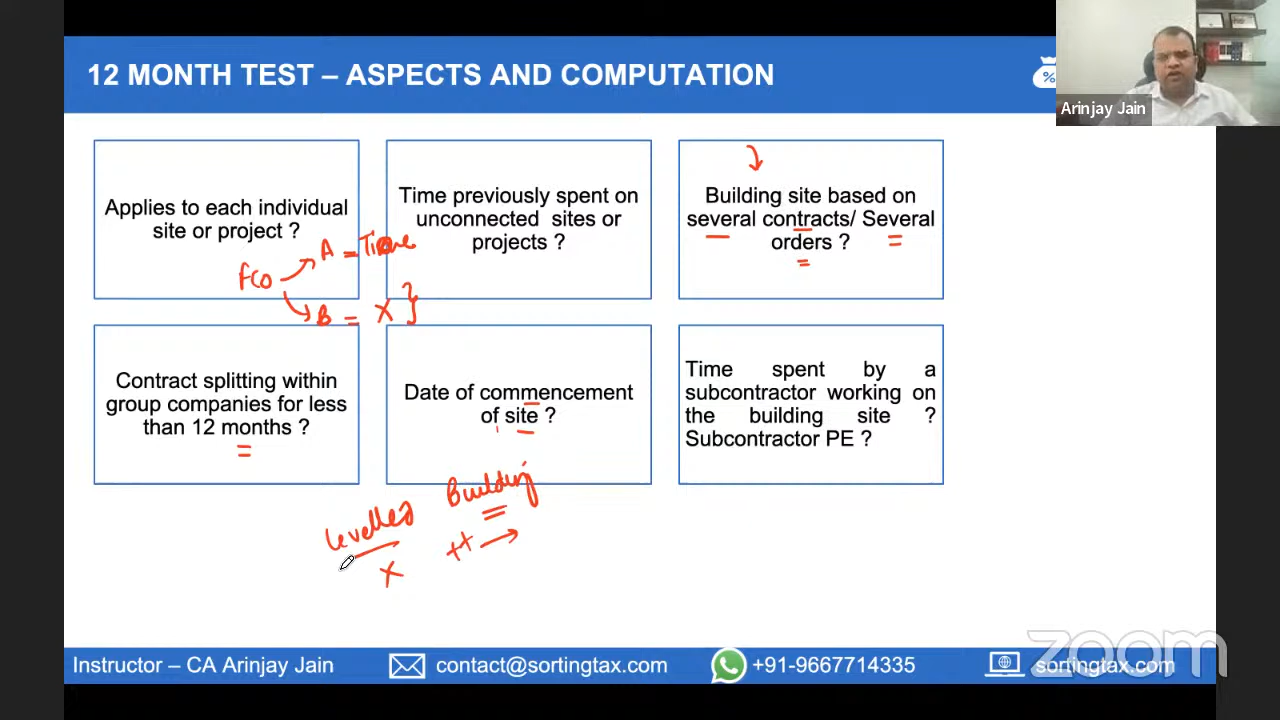 12 MONTH TEST – ASPECTS AND COMPUTATION
%
Arinjay Jain
Applies to each individual
site or project ?
Time previously spent on
unconnected sites or
projects ?
Building site based on
several contracts/ Several
orders ?
FCo
A = Time
B = X }
Contract splitting within
group companies for less
than 12 months ?
Date of commencement
of site ?
Time spent by a
subcontractor working on
the building site ?
Subcontractor PE ?
Levelled
X
Building
++ →
zoom
Instructor – CA Arinjay Jain
contact@sortingtax.com
+91-9667714335
sortingtax.com